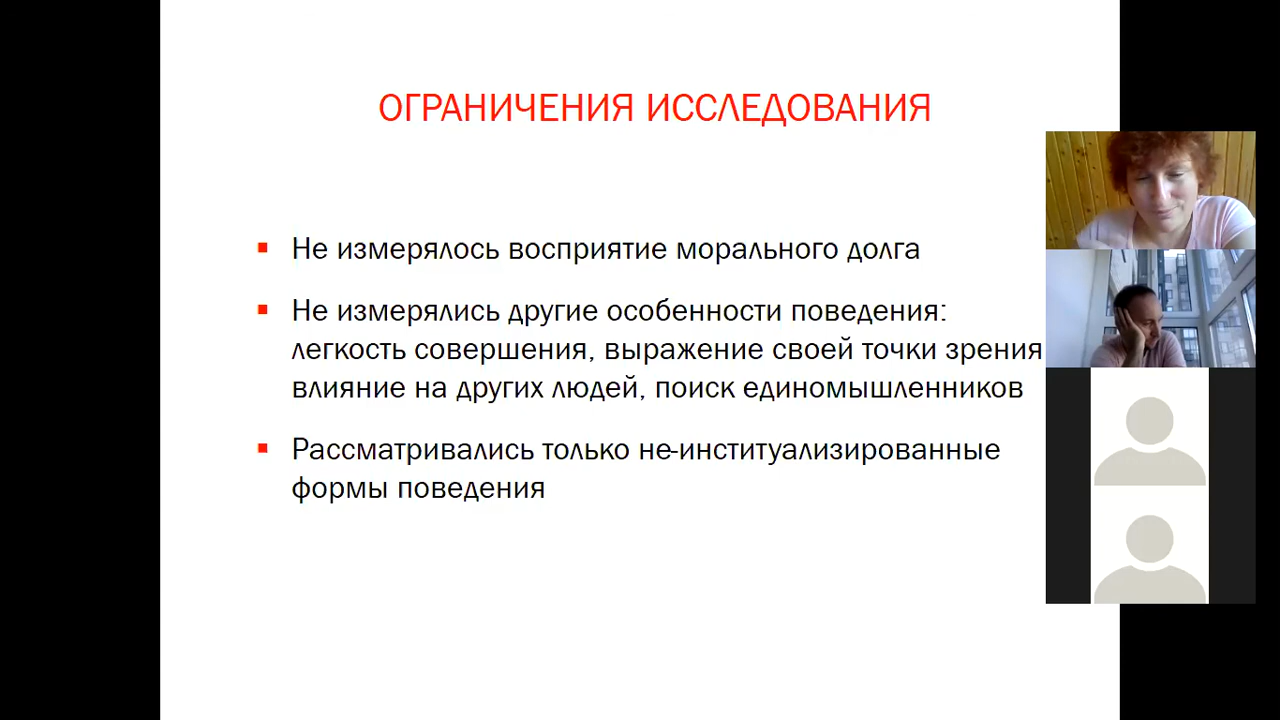 ОГРАНИЧЕНИЯ ИССЛЕДОВАНИЯ
Не измерялось восприятие морального долга
Не измерялись другие особенности поведения:
легкость совершения, выражение своей точки зрения
влияние на других людей, поиск единомышленников
Рассматривались только не-институализированные
формы поведения